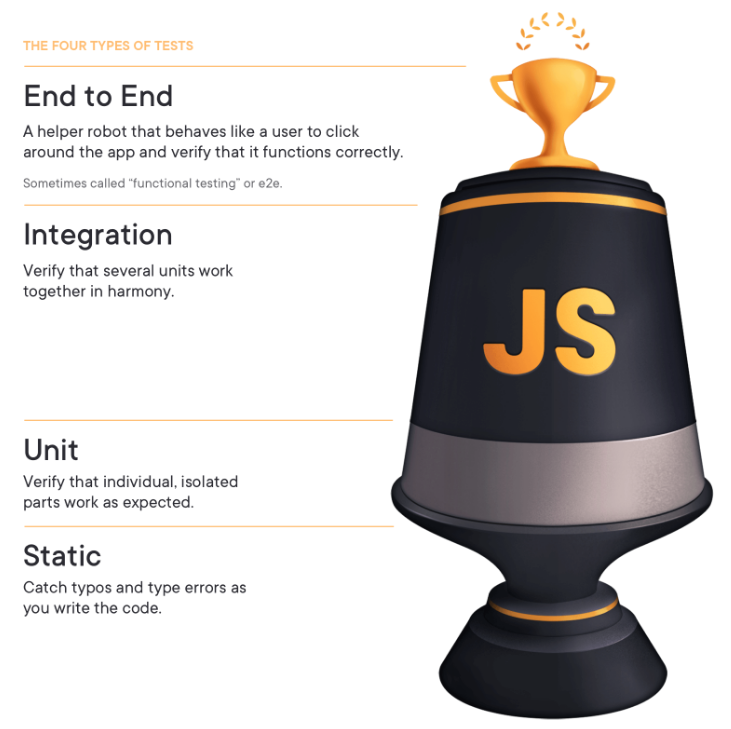 THE FOUR TYPES OF TESTS
End to End
A helper robot that behaves like a user to click
around the app and verify that it functions correctly.
Sometimes called “functional testing” or e2e.
Integration
Verify that several units work
together in harmony.
JS
Unit
Verify that individual, isolated
parts work as expected.
Static
Catch typos and type errors as
you write the code.